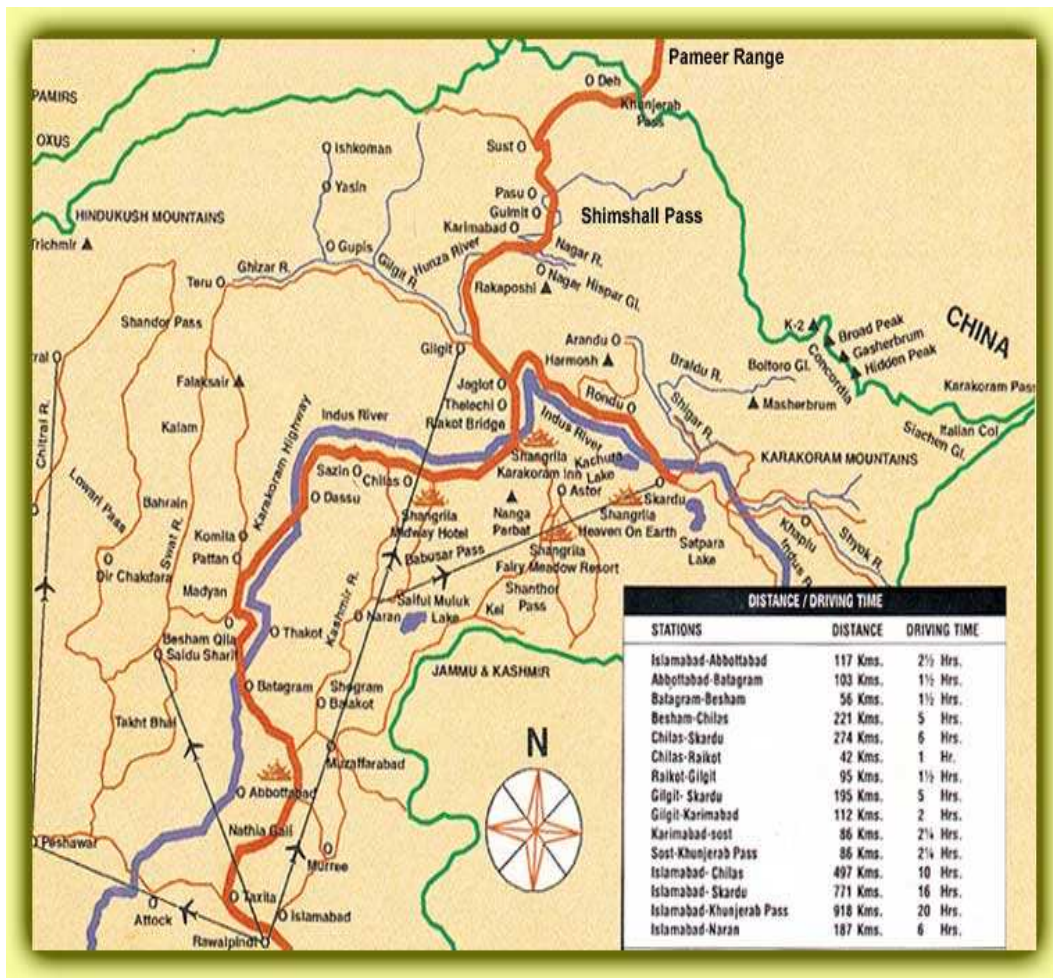 Pameer Range
Deh
Khunjerab
Pass
PAMIRS
OXUS
Sust
Ishkoman
Yasin
Pasu
Gulmit
Karimabad
Shimshall Pass
HINDUKUSH MOUNTAINS
Trichmir
Gupis
Ghizar R.
Gilgit R.
Hunza River
Nagar R.
Nagar
Hispar Gl.
Rakaposhi
Teru
Shandor Pass
K-2
Broad Peak
Gasherbrum
Hidden Peak
Concordia
CHINA
Karakoram Pass
tral
Gilgit
Arandu
Harmosh
Uraldu R.
Boltoro Gl.
Masherbrum
Falaksair
Jaglot
Thelechi
Riakot Bridge
Rondu
Shigar R.
Italian Col
Siachen Gl.
Chitral R.
Kalam
Karakoram Highway
Indus River
Indus River
Kachura
Lake
KARAKORAM MOUNTAINS
Shangrila
Karakoram Inn
Sazin
Chilas
Astor
Skardu
Dassu
Lowari Pass
Bahrain
Swat R.
Shangrila
Midway Hotel
Nanga
Parbat
Shangrila
Heaven On Earth
Satpara
Lake
Khaplu
Shyok R.
Indus R.
Komila
Pattan
Babusar Pass
Shangrila
Fairy Meadow Resort
Dir Chakdara
Madyan
Kashmir R.
Naran
Saiful Muluk
Lake
Kel
Shanthor
Pass
Besham Qila
Saidu Sharif
Thakot
JAMMU & KASHMIR
Batagram
Shogram
Balakot
Takht Bhai
Muzaffarabad
N
Abbottabad
Nathia Gali
Peshawar
Murree
Taxila
Attock
Islamabad
Rawalpindi
DISTANCE / DRIVING TIME
STATIONS DISTANCE DRIVING TIME
Islamabad-Abbottabad 117 Kms. 2½ Hrs.
Abbottabad-Batagram 103 Kms. 1½ Hrs.
Batagram-Besham 56 Kms. 1½ Hrs.
Besham-Chilas 221 Kms. 5 Hrs.
Chilas-Skardu 274 Kms. 6 Hrs.
Chilas-Raikot 42 Kms. 1 Hr.
Raikot-Gilgit 95 Kms. 1½ Hrs.
Gilgit- Skardu 195 Kms. 5 Hrs.
Gilgit-Karimabad 112 Kms. 2 Hrs.
Karimabad-sost 86 Kms. 2¼ Hrs.
Sost-Khunjerab Pass 86 Kms. 2¼ Hrs.
Islamabad- Chilas 497 Kms. 10 Hrs.
Islamabad- Skardu 771 Kms. 16 Hrs.
Islamabad-Khunjerab Pass 918 Kms. 20 Hrs.
Islamabad-Naran 187 Kms. 6 Hrs.